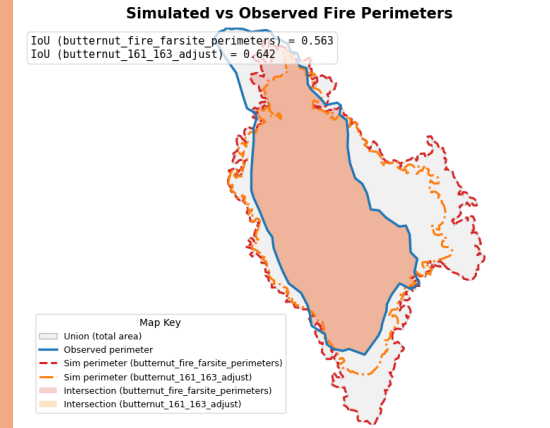 Simulated vs Observed Fire Perimeters
IoU (butternut_fire_farsite_perimeters) = 0.563
IoU (butternut_161_163_adjust) = 0.642
Map Key
Union (total area)
Observed perimeter
Sim perimeter (butternut_fire_farsite_perimeters)
Sim perimeter (butternut_161_163_adjust)
Intersection (butternut_fire_farsite_perimeters)
Intersection (butternut_161_163_adjust)